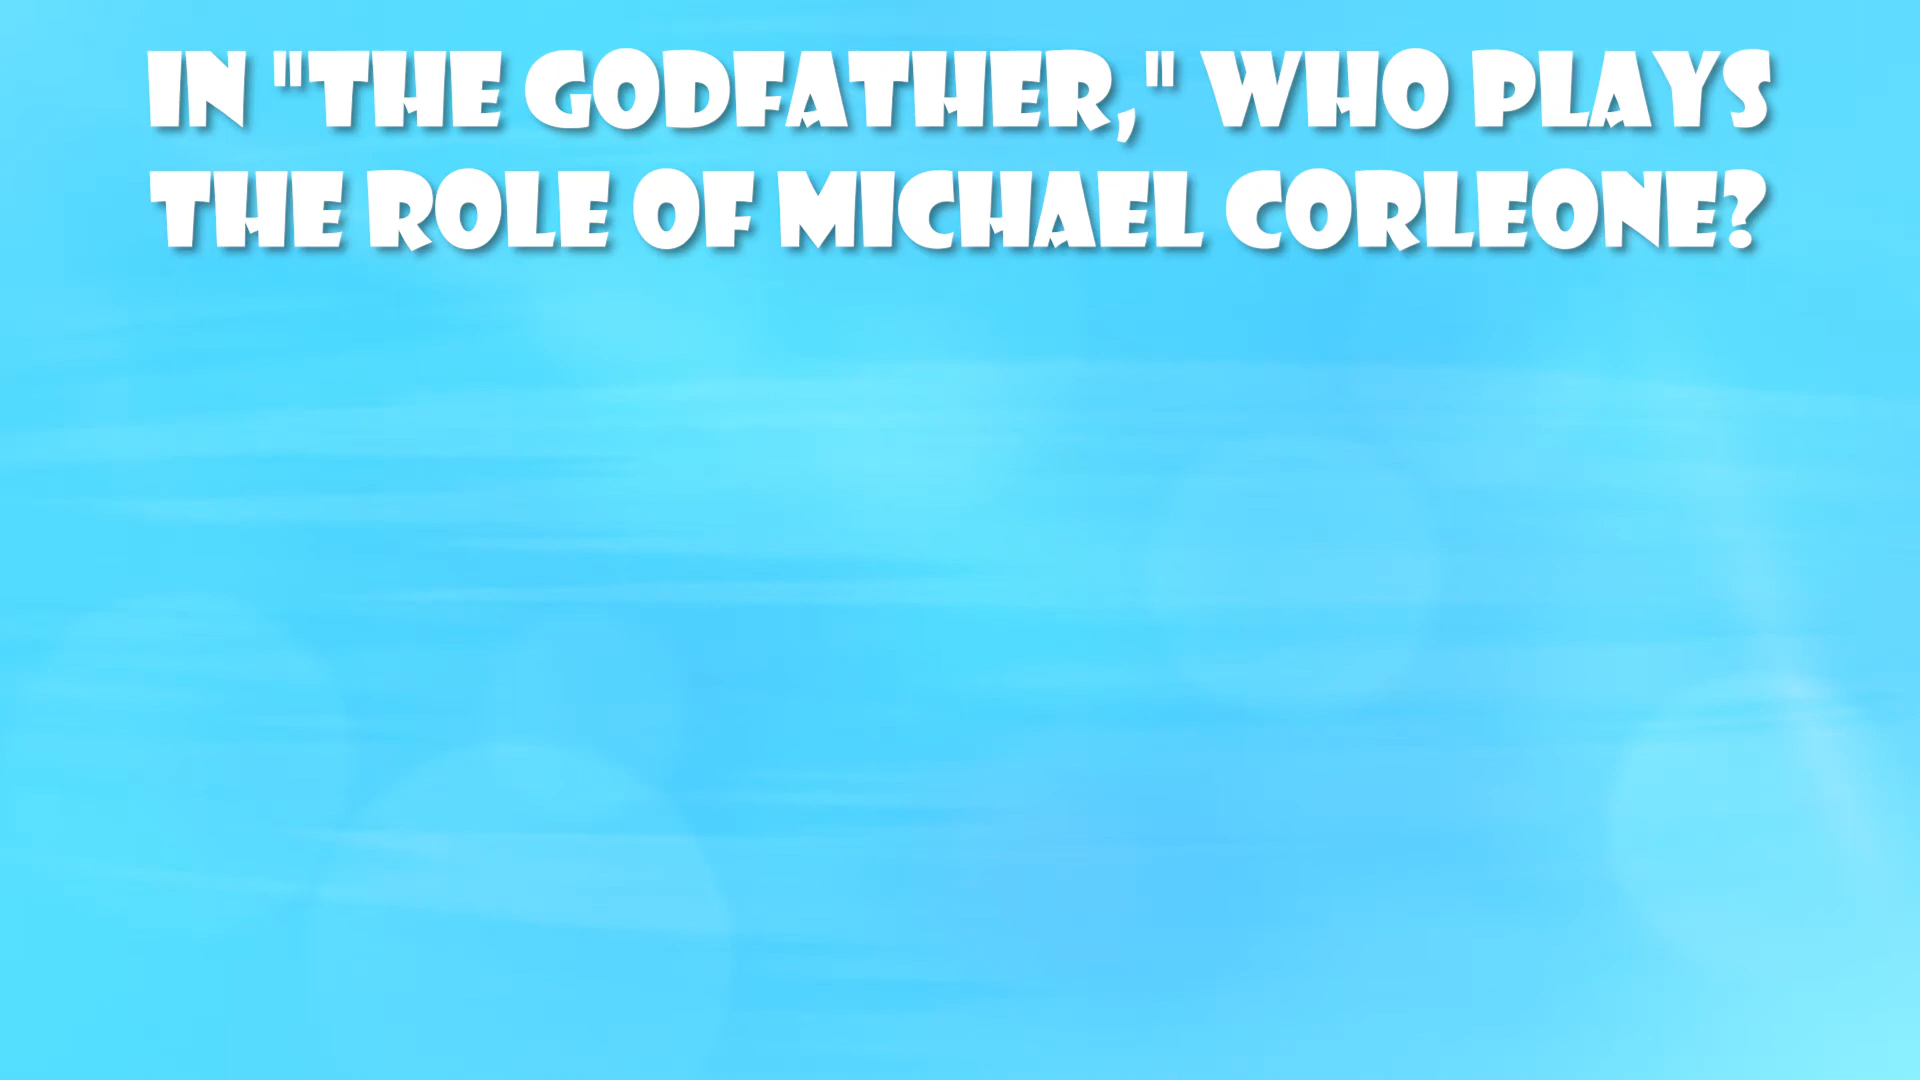 IN "THE GODFATHER," WHO PLAYS
THE ROLE OF MICHAEL CORLEONE?